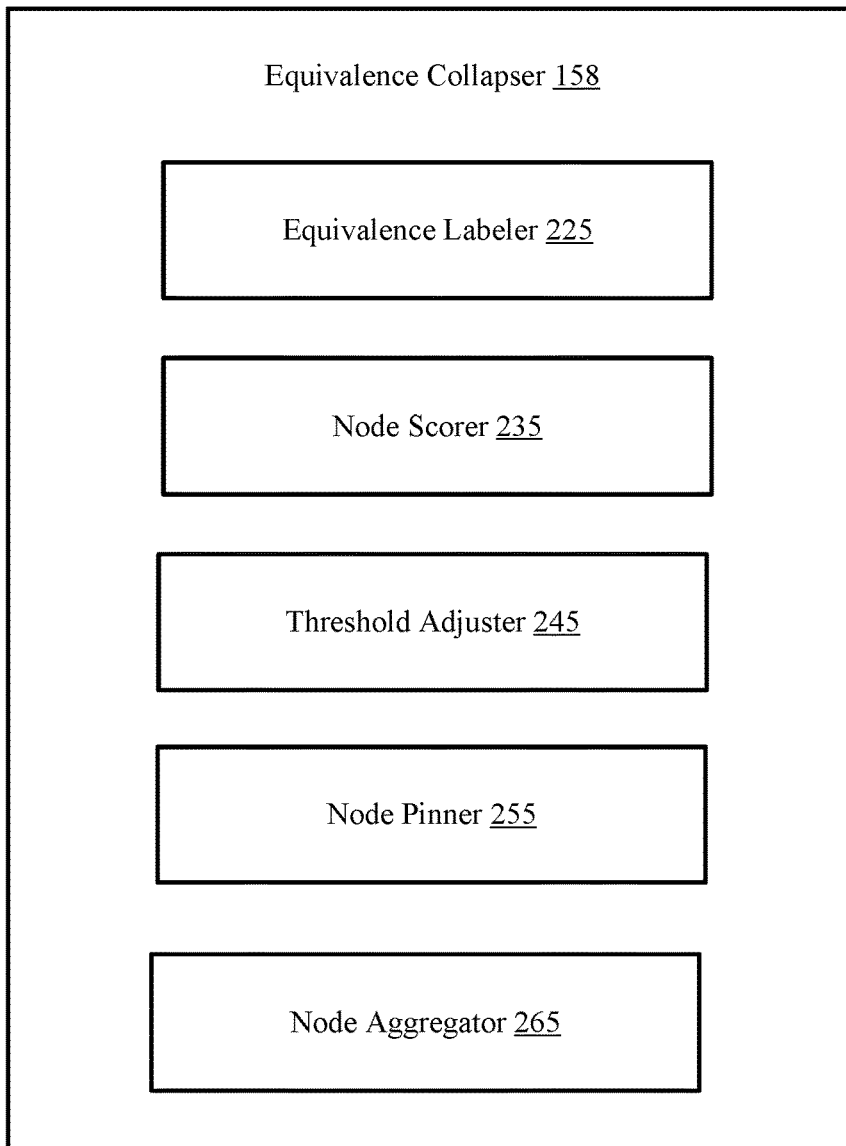 Equivalence Collapser 158
Equivalence Labeler 225
Node Scorer 235
Threshold Adjuster 245
Node Pinner 255
Node Aggregator 265